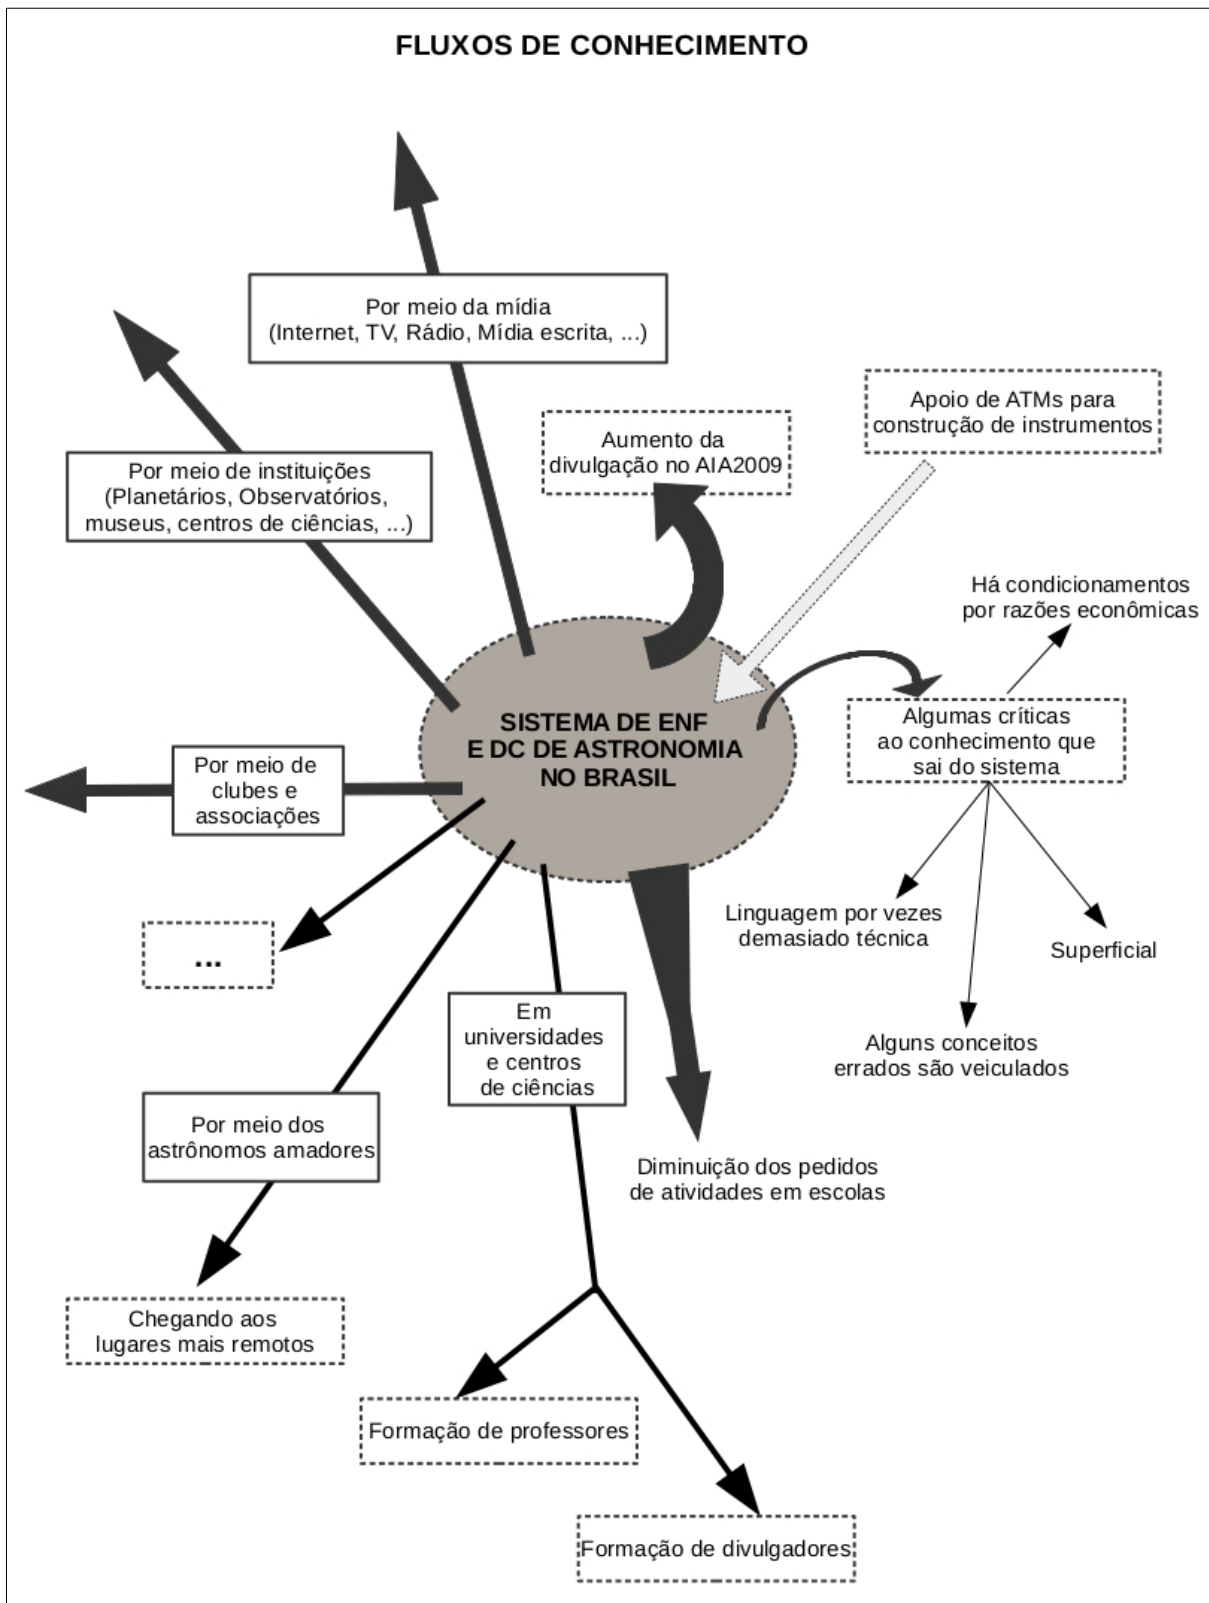 FLUXOS DE CONHECIMENTO
Por meio da mídia
(Internet, TV, Rádio, Mídia escrita, ...)
Apoio de ATMs para
construção de instrumentos
Aumento da
divulgação no AIA2009
Por meio de instituições
(Planetários, Observatórios,
museus, centros de ciências, ...)
Há condicionamentos
por razões econômicas
SISTEMA DE ENF
E DC DE ASTRONOMIA
NO BRASIL
Algumas críticas
ao conhecimento que
sai do sistema
Por meio de
clubes e
associações
Linguagem por vezes
demasiado técnica
Superficial
...
Em
universidades
e centros
de ciências
Alguns conceitos
errados são veiculados
Por meio dos
astrônomos amadores
Diminuição dos pedidos
de atividades em escolas
Chegando aos
lugares mais remotos
Formação de professores
Formação de divulgadores